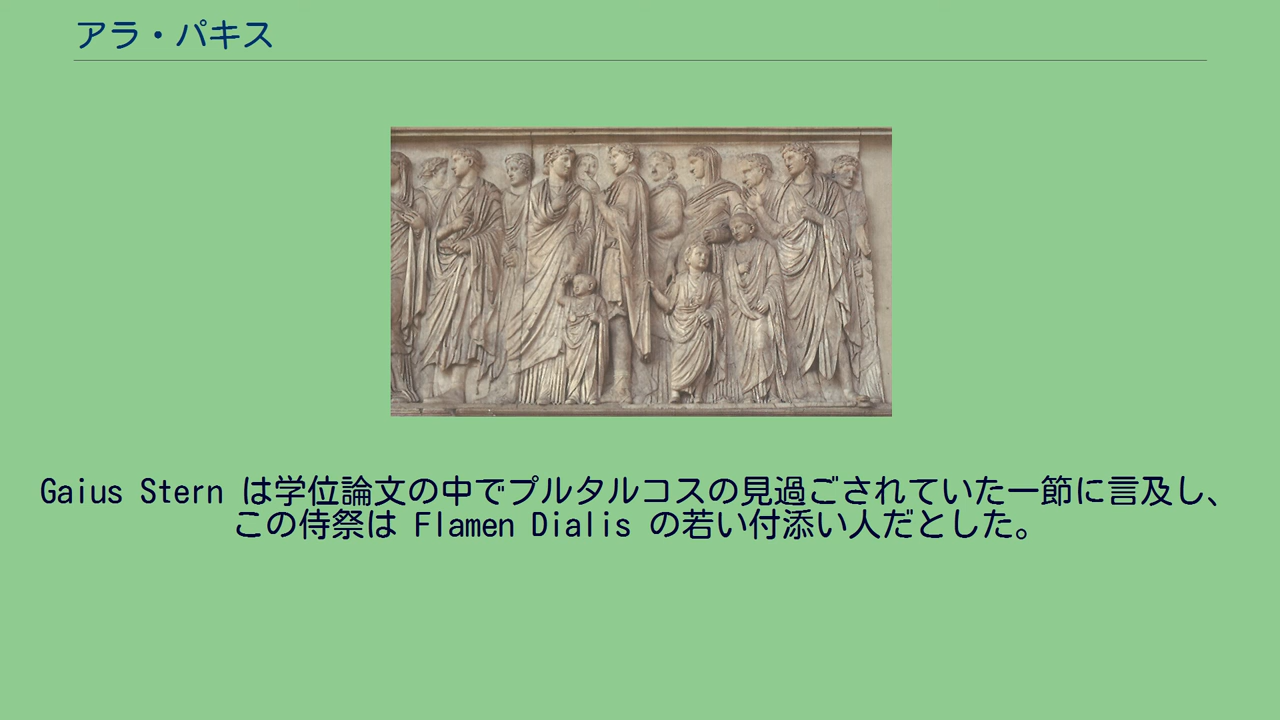 アラ・パキス
Gaius Stern は学位論文の中でプルタルコスの見過ごされていた一節に言及し、
この侍祭は Flamen Dialis の若い付添い人だとした。